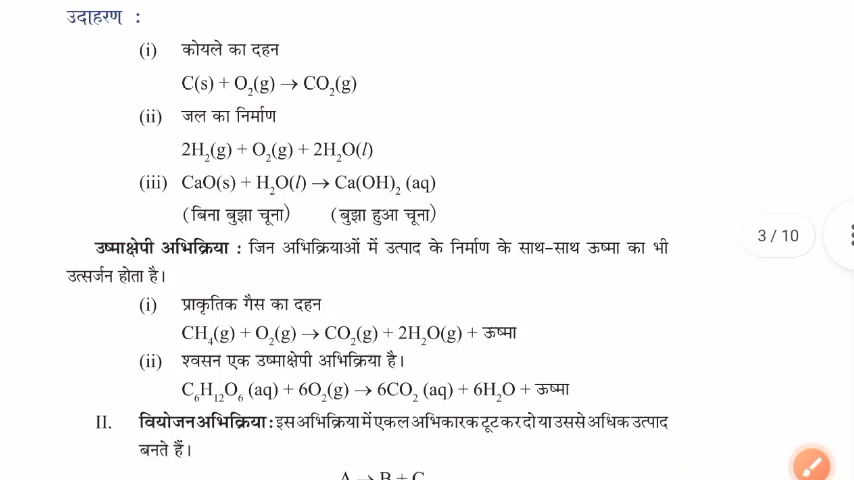 उदाहरण :
(i) कोयले का दहन
C(s) + O₂(g) → CO₂(g)
(ii) जल का निर्माण
2H₂(g) + O₂(g) + 2H₂O(l)
(iii) CaO(s) + H₂O(l) → Ca(OH)₂ (aq)
(बिना बुझा चूना) (बुझा हुआ चूना)
उष्माक्षेपी अभिक्रिया : जिन अभिक्रियाओं में उत्पाद के निर्माण के साथ-साथ ऊष्मा का भी
उत्सर्जन होता है।
3 / 10
(i) प्राकृतिक गैस का दहन
CH₄(g) + O₂(g) → CO₂(g) + 2H₂O(g) + ऊष्मा
(ii) श्वसन एक उष्माक्षेपी अभिक्रिया है।
C₆H₁₂O₆ (aq) + 6O₂(g) → 6CO₂ (aq) + 6H₂O + ऊष्मा
II. वियोजन अभिक्रिया : इस अभिक्रिया में एकल अभिकारक टूट कर दो या उससे अधिक उत्पाद
बनते हैं।
A → B + C